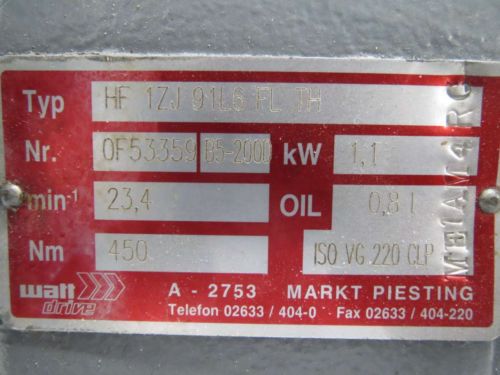 Typ HF 1ZJ 91L6 FL TH
Nr. 0F53359 B5-2000 kW 1,1
min-1 23,4 OIL 0,8 l
Nm 450 ISO VG 220 CLP
watt drive A - 2753 MARKT PIESTING
Telefon 02633 / 404-0 Fax 02633 / 404-220